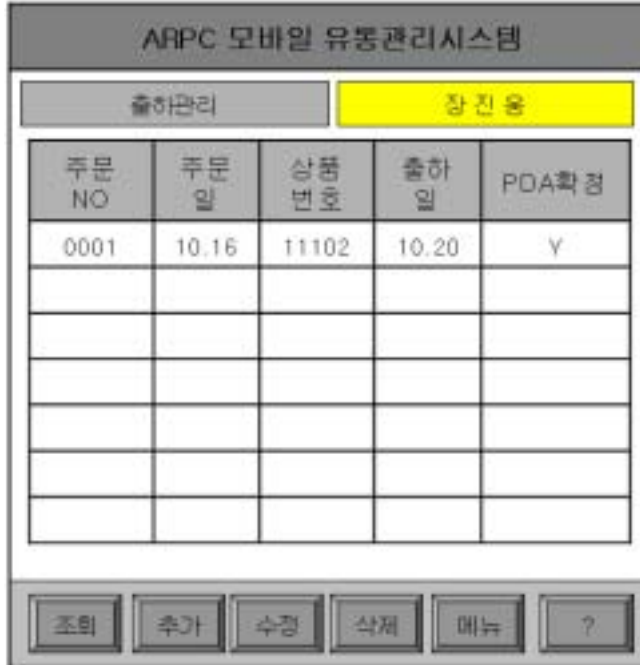 ARPC 모바일 유통관리시스템
출하관리 장 진 웅
주문 주문 상품 출하 PDA확정
NO 일 번호 일
0001 10.16 11102 10.20 Y
조회 추가 수정 삭제 메뉴 ?